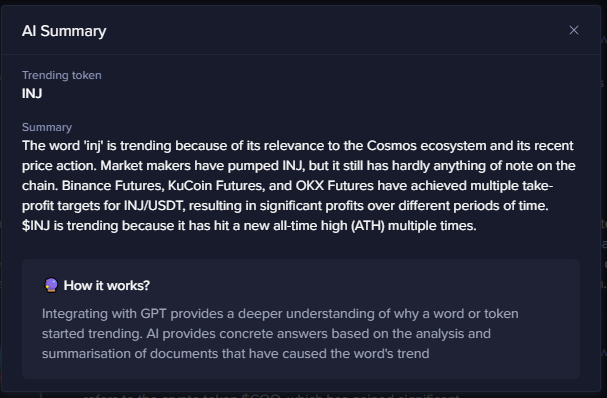 AI Summary
Trending token
INJ
Summary
The word 'inj' is trending because of its relevance to the Cosmos ecosystem and its recent
price action. Market makers have pumped INJ, but it still has hardly anything of note on the
chain. Binance Futures, KuCoin Futures, and OKX Futures have achieved multiple take-
profit targets for INJ/USDT, resulting in significant profits over different periods of time.
$INJ is trending because it has hit a new all-time high (ATH) multiple times.
How it works?
Integrating with GPT provides a deeper understanding of why a word or token
started trending. AI provides concrete answers based on the analysis and
summarisation of documents that have caused the word's trend